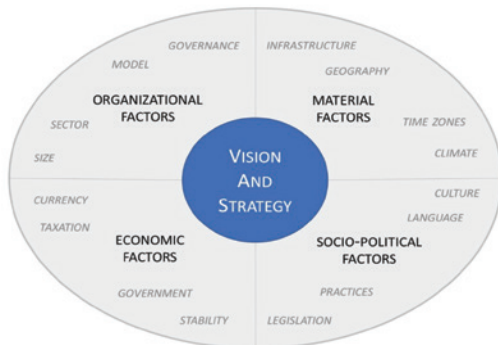 GOVERNANCE
MODEL
ORGANIZATIONAL
FACTORS
SECTOR
SIZE
INFRASTRUCTURE
GEOGRAPHY
MATERIAL
FACTORS
TIME ZONES
CLIMATE
VISION
AND
STRATEGY
CURRENCY
TAXATION
ECONOMIC
FACTORS
GOVERNMENT
STABILITY
CULTURE
LANGUAGE
SOCIO-POLITICAL
FACTORS
PRACTICES
LEGISLATION